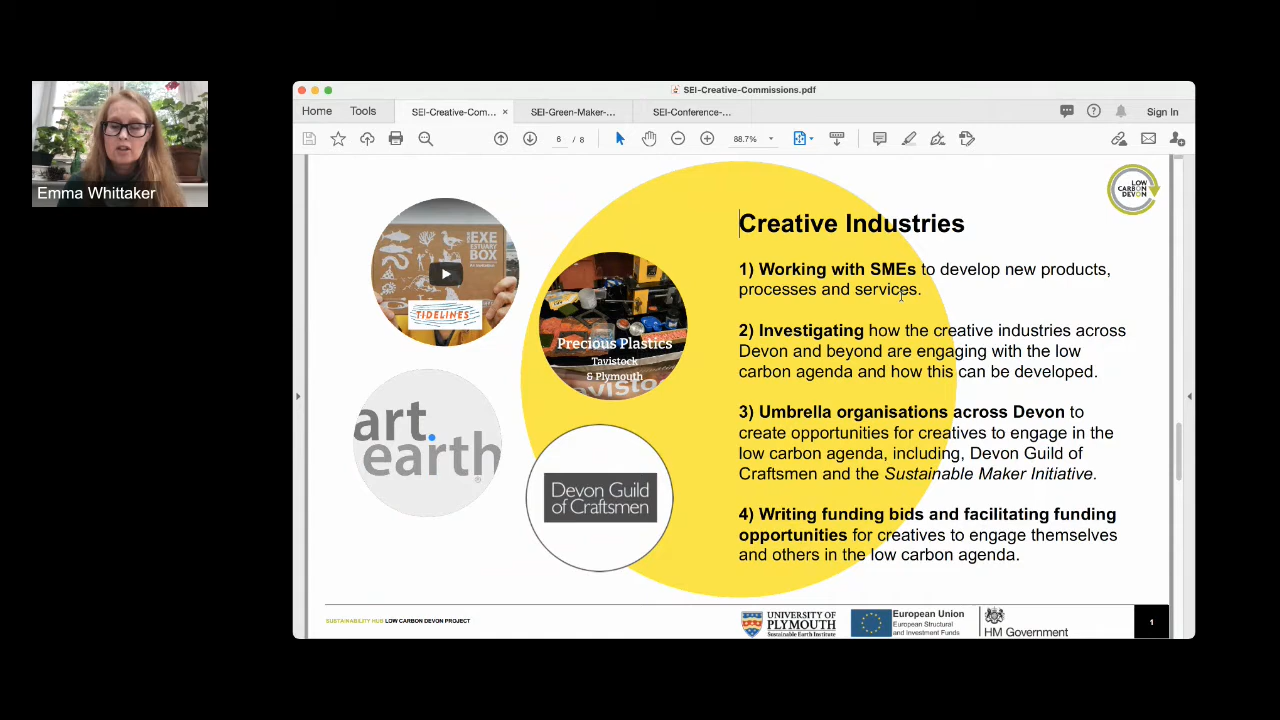 SEI-Creative-Commissions.pdf
Home
Tools
SEI-Creative-Com...
×
SEI-Green-Maker-...
SEI-Conference-...
Sign In
/ 8
88.7%
Emma Whittaker
LOW
CARBON
DEVON
Creative Industries
1) Working with SMEs to develop new products,
processes and services.
2) Investigating how the creative industries across
Devon and beyond are engaging with the low
carbon agenda and how this can be developed.
3) Umbrella organisations across Devon to
create opportunities for creatives to engage in the
low carbon agenda, including, Devon Guild of
Craftsmen and the Sustainable Maker Initiative.
4) Writing funding bids and facilitating funding
opportunities for creatives to engage themselves
and others in the low carbon agenda.
EXE
ESTUARY
BOX
TIDELINES
Precious Plastics
Tavistock
& Plymouth
art.
earth
®
Devon Guild
of Craftsmen
SUSTAINABILITY HUB LOW CARBON DEVON PROJECT
UNIVERSITY OF
PLYMOUTH
Sustainable Earth Institute
European Union
European Structural
and Investment Funds
HM Government
1